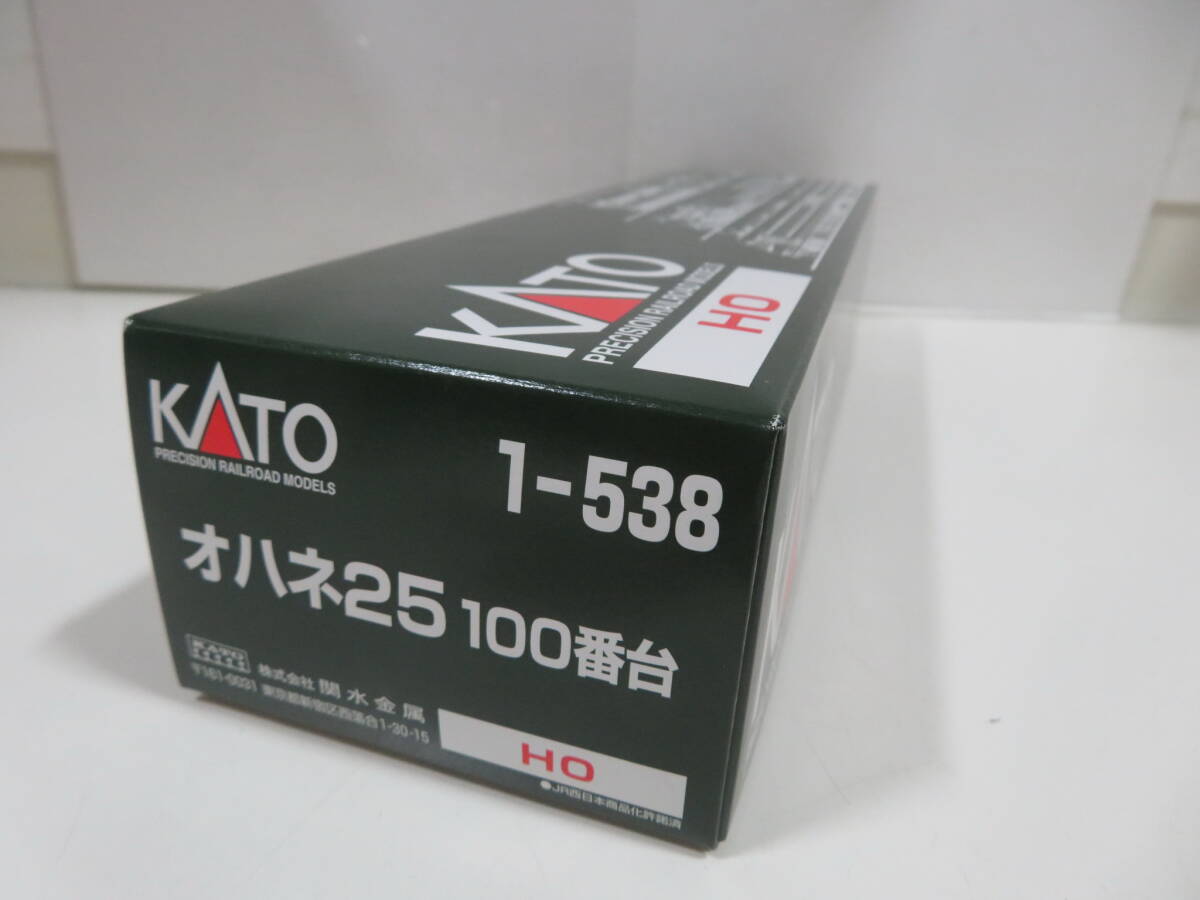 KATO
PRECISION RAILROAD MODELS
HO
KATO
PRECISION RAILROAD MODELS
1-538
オハネ25 100番台
KATO
株式会社 関水金属
〒161-0031 東京都新宿区西落合1-30-15
HO
●JR西日本商品化許諾済